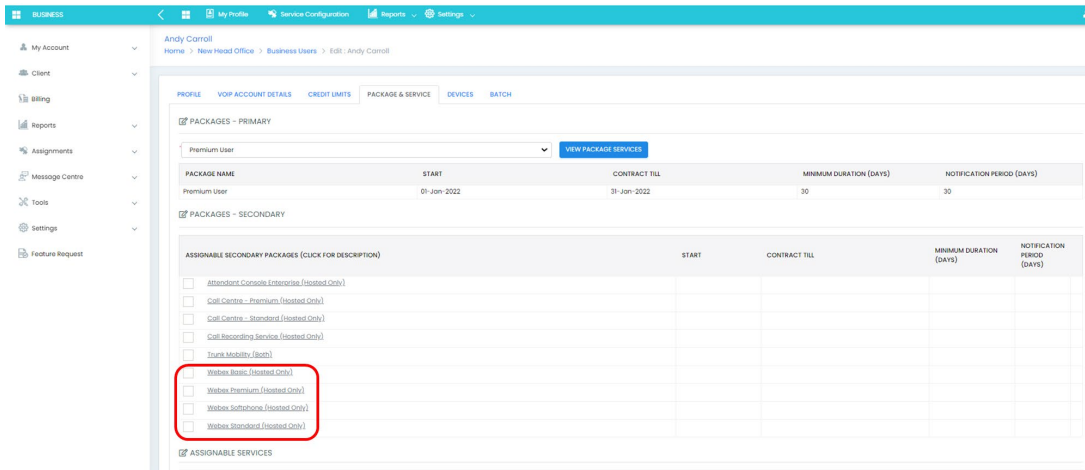 BUSINESS
My Profile Service Configuration Reports Settings
Andy Carroll
Home > New Head Office > Business Users > Edit : Andy Carroll
My Account
Client
Billing
Reports
Assignments
Message Centre
Tools
Settings
Feature Request
PROFILE VOIP ACCOUNT DETAILS CREDIT LIMITS PACKAGE & SERVICE DEVICES BATCH
PACKAGES - PRIMARY
Premium User VIEW PACKAGE SERVICES
PACKAGE NAME START CONTRACT TILL MINIMUM DURATION (DAYS) NOTIFICATION PERIOD (DAYS)
Premium User 01-Jan-2022 31-Jan-2022 30 30
PACKAGES - SECONDARY
ASSIGNABLE SECONDARY PACKAGES (CLICK FOR DESCRIPTION) START CONTRACT TILL MINIMUM DURATION (DAYS) NOTIFICATION PERIOD (DAYS)
Attendant Console Enterprise (Hosted Only)
Call Centre - Premium (Hosted Only)
Call Centre - Standard (Hosted Only)
Call Recording Service (Hosted Only)
Trunk Mobility (Both)
Webex Basic (Hosted Only)
Webex Premium (Hosted Only)
Webex Softphone (Hosted Only)
Webex Standard (Hosted Only)
ASSIGNABLE SERVICES